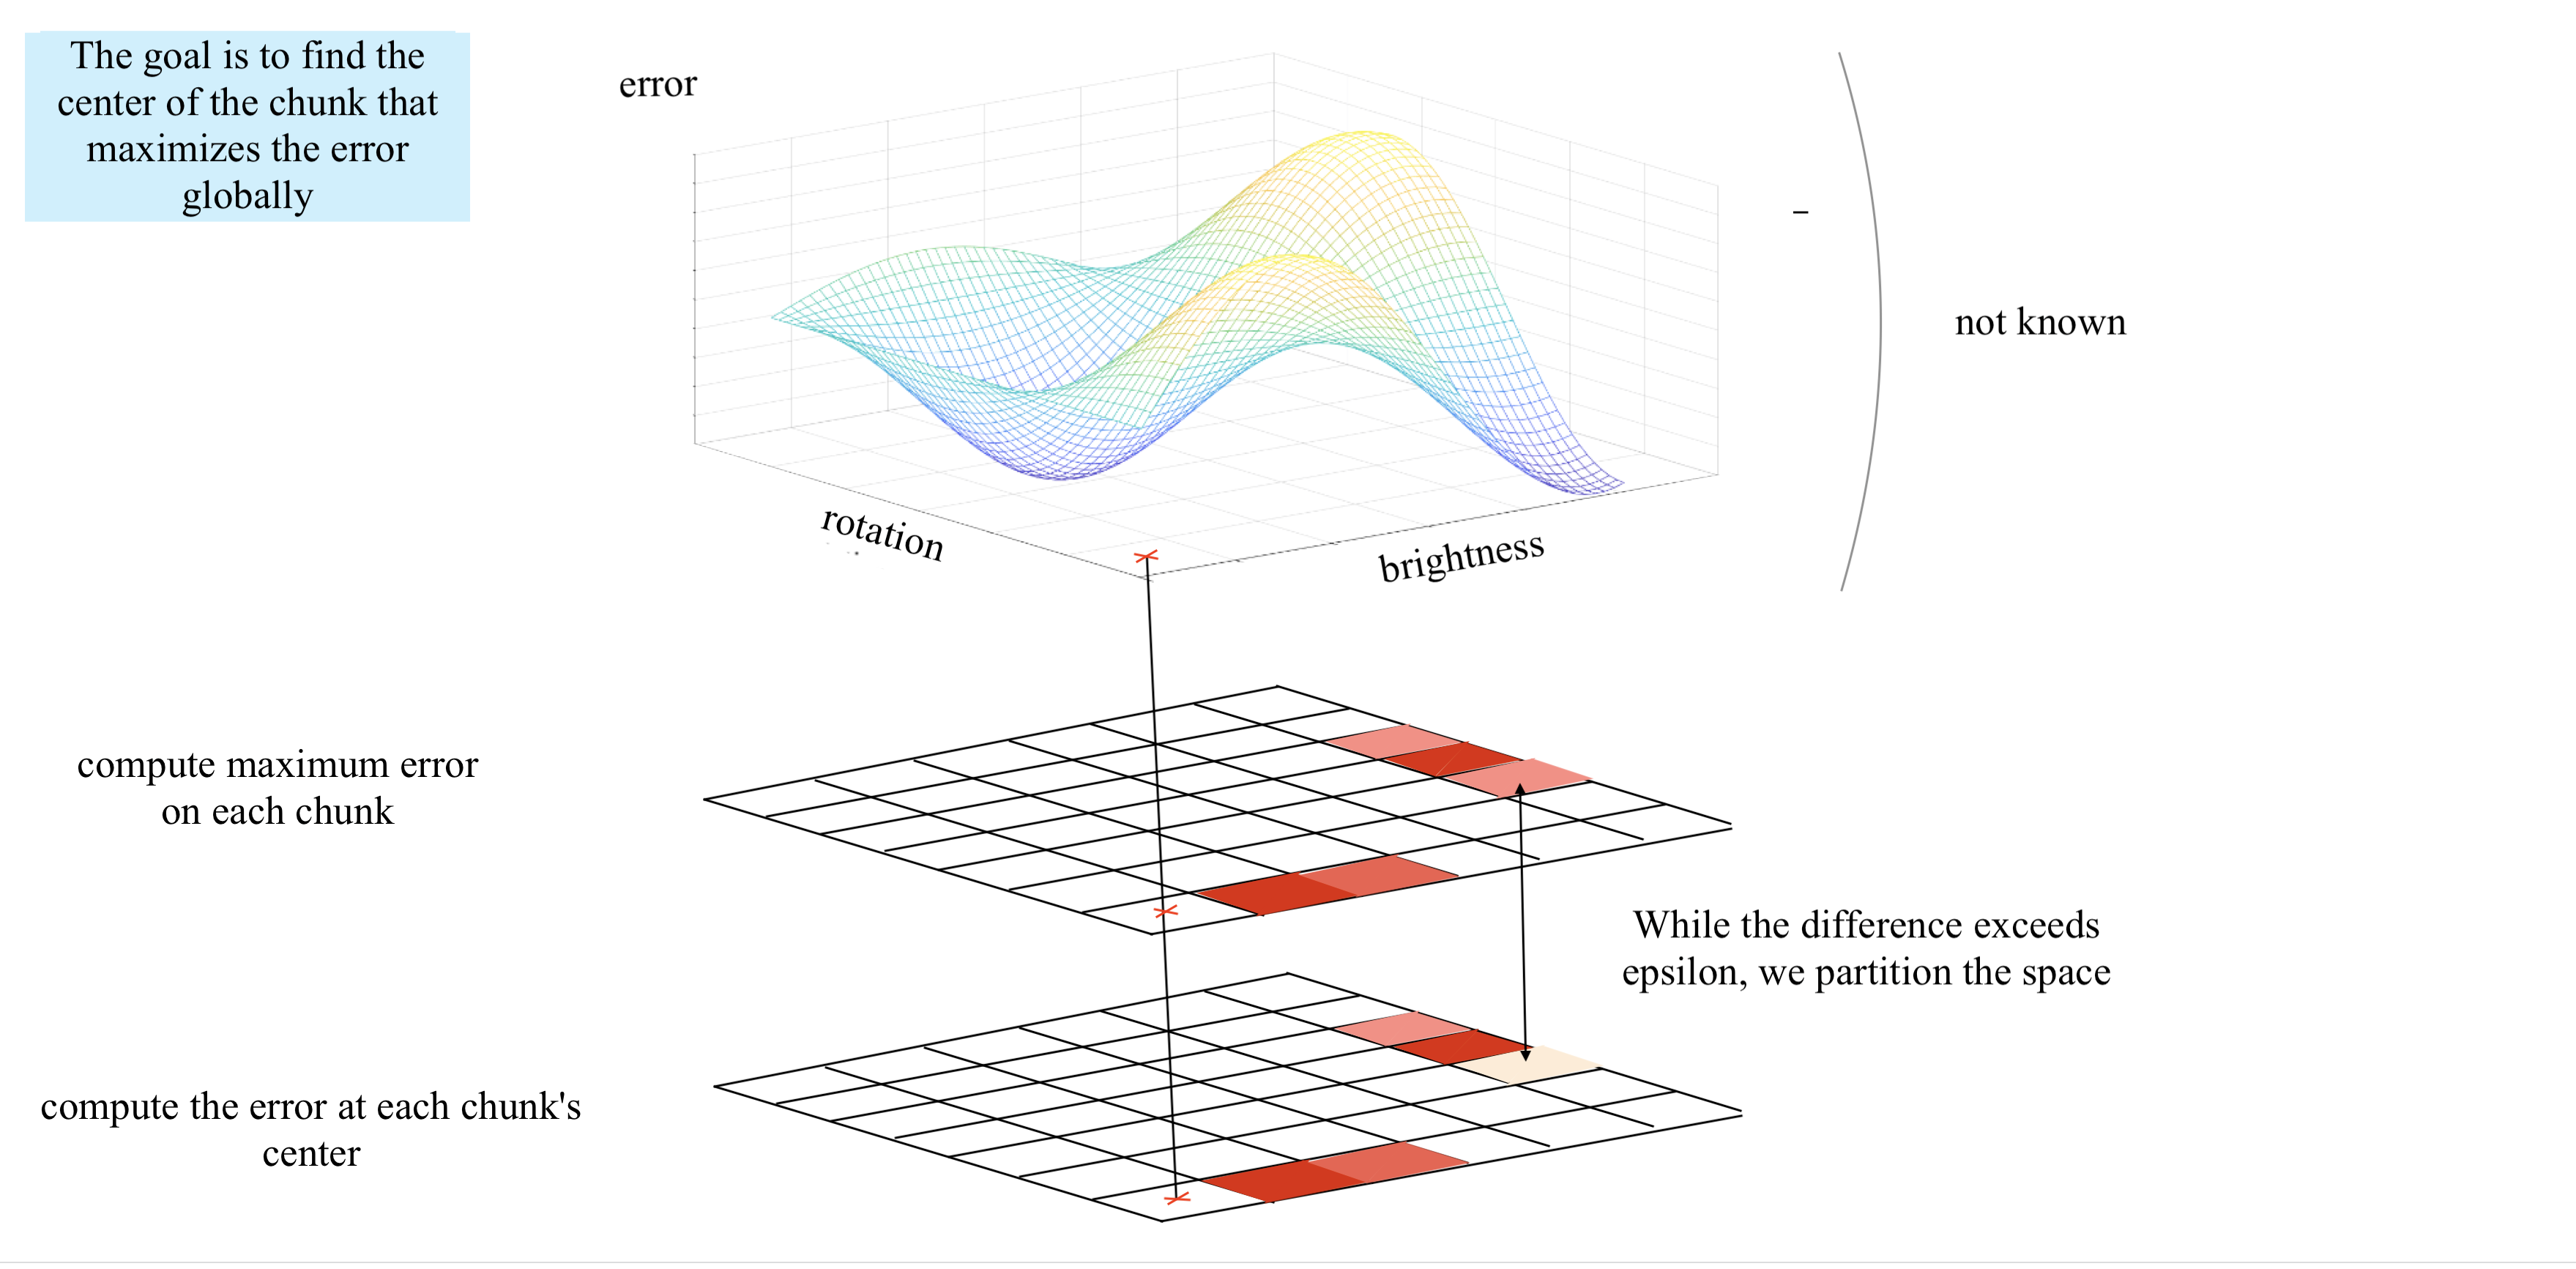 The goal is to find the
center of the chunk that
maximizes the error
globally
error
not known
rotation
brightness
compute maximum error
on each chunk
While the difference exceeds
epsilon, we partition the space
compute the error at each chunk's
center